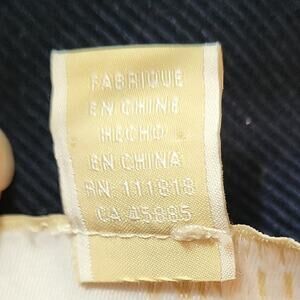 FABRIQUE
EN CHINE
HECHO
EN CHINA
RN 111818
CA 45885